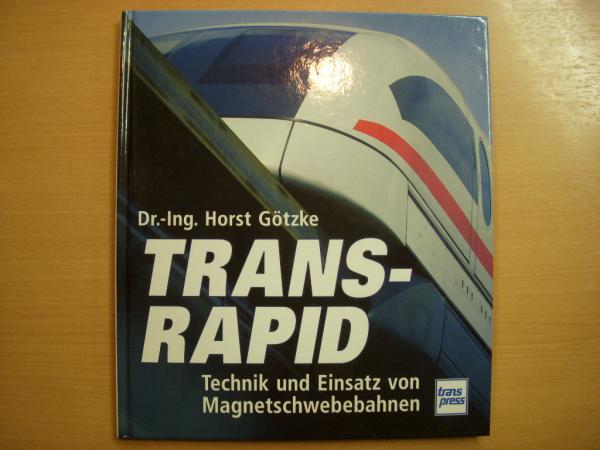 Dr.-Ing. Horst Götzke
TRANS-
RAPID
Technik und Einsatz von
Magnetschwebebahnen
trans
press